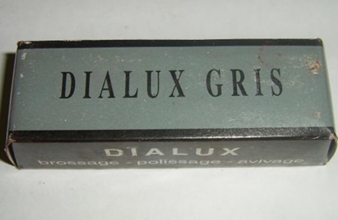 DIALUX GRIS
DIALUX
brossage - polissage - avivage